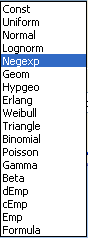 Const
Uniform
Normal
Lognorm
Negexp
Geom
Hypgeo
Erlang
Weibull
Triangle
Binomial
Poisson
Gamma
Beta
dEmp
cEmp
Emp
Formula